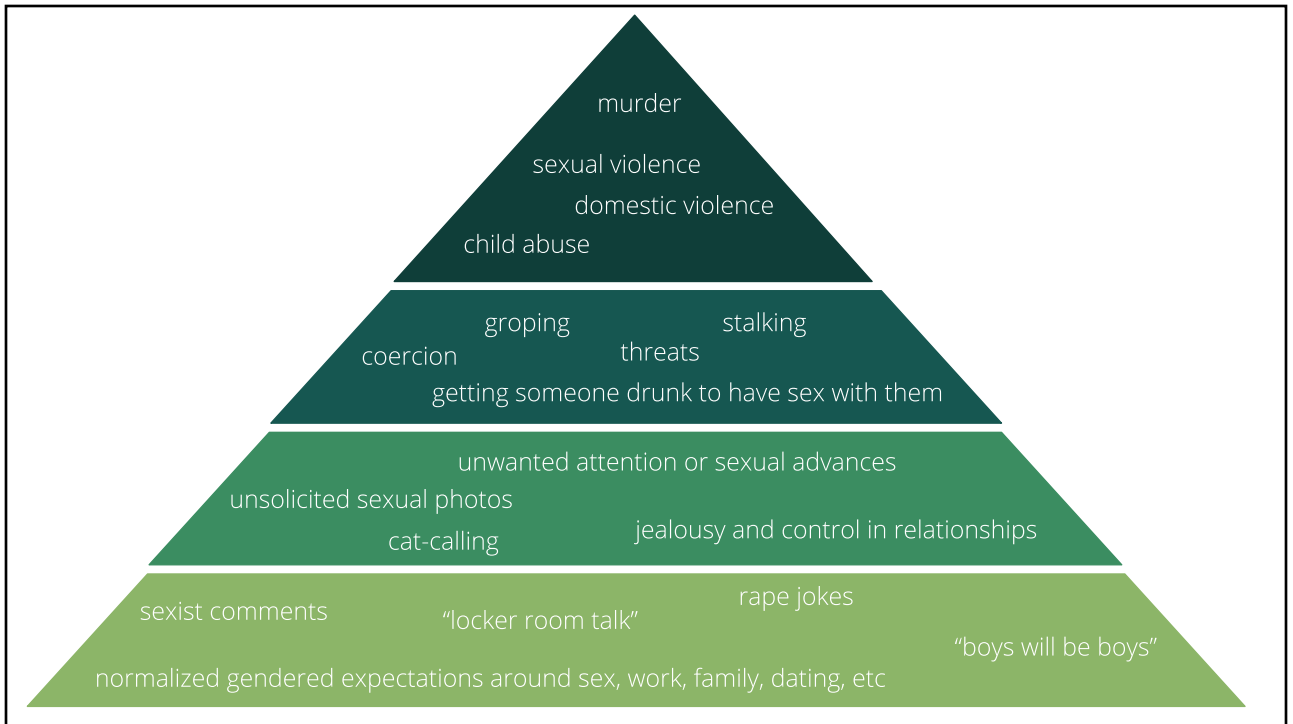 murder
sexual violence
domestic violence
child abuse
groping
stalking
coercion
threats
getting someone drunk to have sex with them
unwanted attention or sexual advances
unsolicited sexual photos
jealousy and control in relationships
cat-calling
rape jokes
sexist comments
“locker room talk”
“boys will be boys”
normalized gendered expectations around sex, work, family, dating, etc